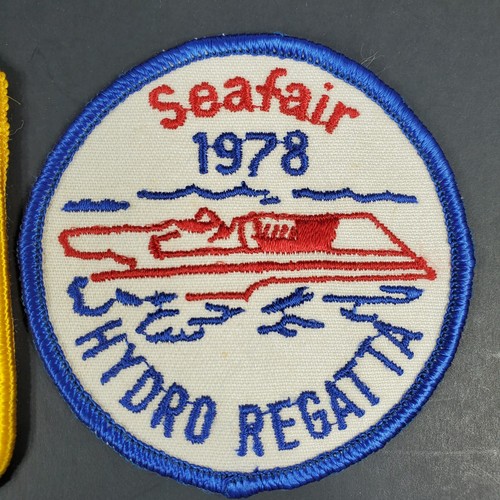 Seafair
1978
HYDRO REGATTA